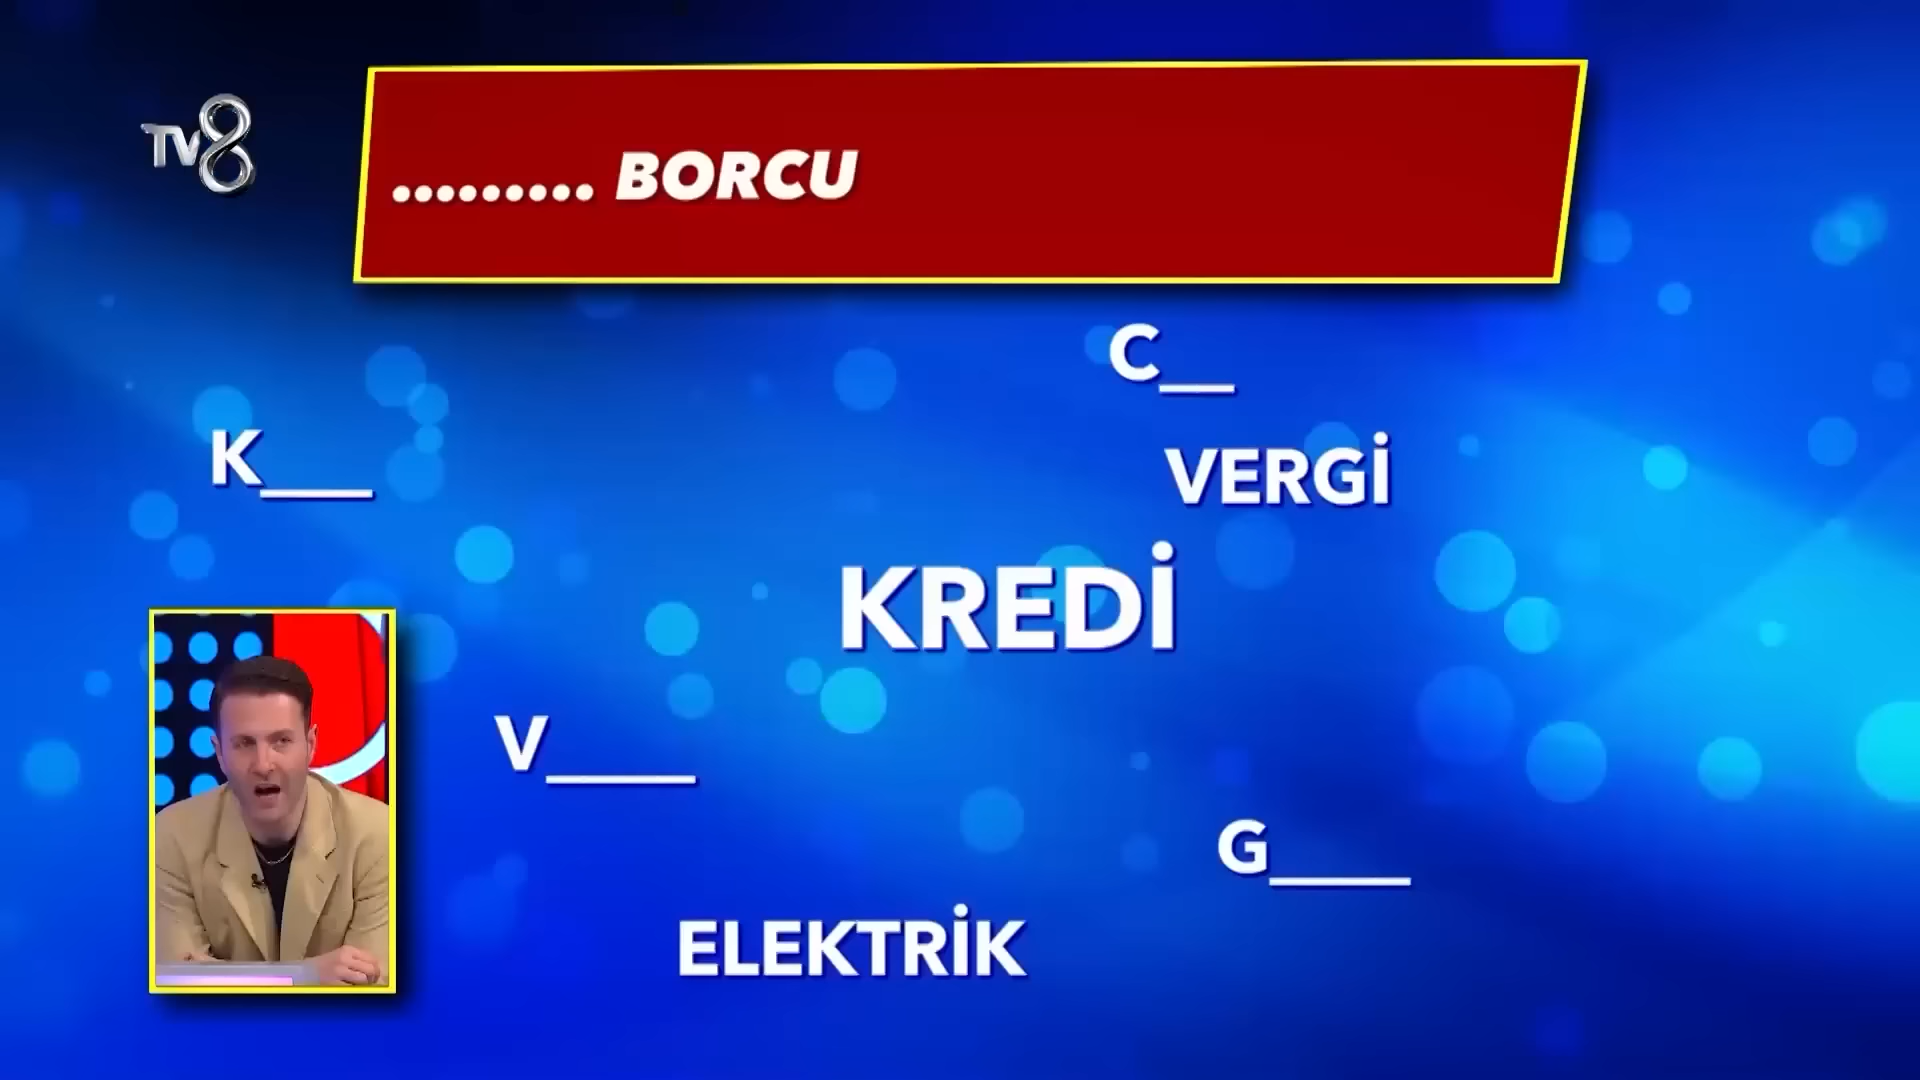 TV8
......... BORCU
C__
K___
VERGİ
KREDİ
V____
G____
ELEKTRİK